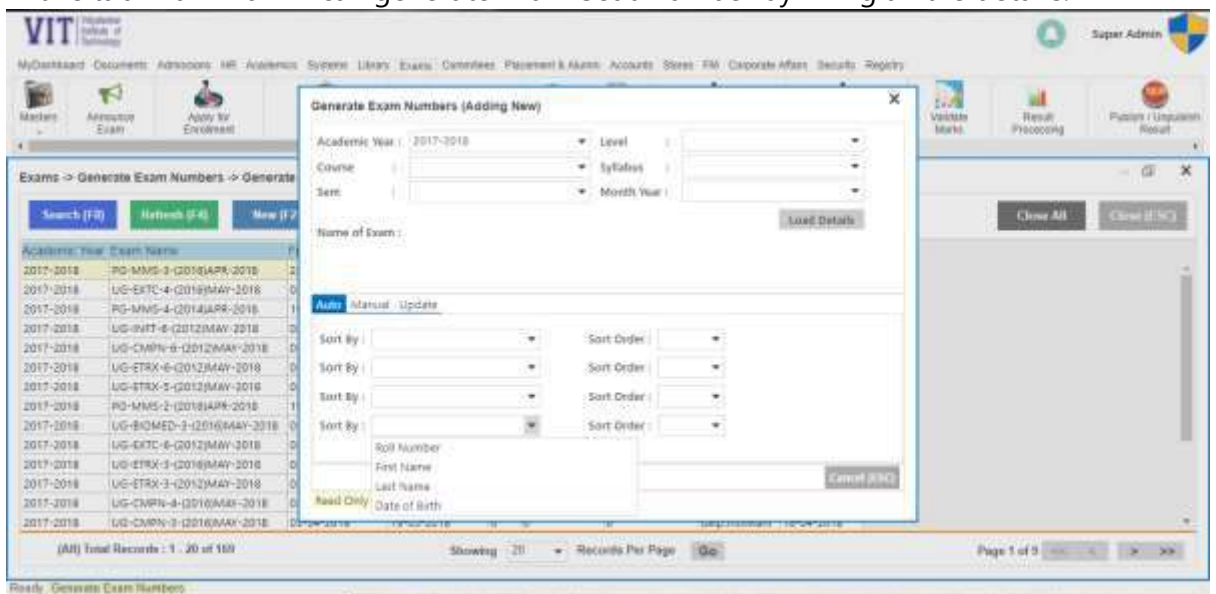 VIT Vidyalankar Institute of Technology
Super Admin
MyDashboard Documents Admissions HR Academics Systems Library Exams Committees Placement & Alumni Accounts Stores FM Corporate Affairs Security Registry
Masters Announce Exam Apply for Enrolment Validate Marks Result Processing Publish / Unpublish Result
Generate Exam Numbers (Adding New)
Academic Year : 2017-2018 Level :
Course : Syllabus :
Sem : Month Year :
Load Details
Name of Exam :
Auto Manual Update
Sort By : Sort Order :
Sort By : Sort Order :
Sort By : Sort Order :
Sort By : Sort Order :
Roll Number
First Name
Last Name
Date of Birth
Cancel (ESC)
Read Only
Exams -> Generate Exam Numbers -> Generate
Search (F8) Refresh (F4) New (F2 Close All Close (ESC)
Academic Year Exam Name
2017-2018 PG-MMS-3-(2016)APR-2018
2017-2018 UG-EXTC-4-(2016)MAY-2018
2017-2018 PG-MMS-4-(2014)APR-2018
2017-2018 UG-INFT-6-(2012)MAY-2018
2017-2018 UG-CMPN-6-(2012)MAY-2018
2017-2018 UG-ETRX-6-(2012)MAY-2018
2017-2018 UG-ETRX-5-(2012)MAY-2018
2017-2018 PG-MMS-2-(2016)APR-2018
2017-2018 UG-BIOMED-3-(2016)MAY-2018
2017-2018 UG-EXTC-6-(2012)MAY-2018
2017-2018 UG-ETRX-3-(2016)MAY-2018
2017-2018 UG-ETRX-3-(2012)MAY-2018
2017-2018 UG-CMPN-4-(2016)MAY-2018
2017-2018 UG-CMPN-3-(2016)MAY-2018
(All) Total Records : 1 - 20 of 169 Showing 20 Records Per Page Go Page 1 of 9 << < > >>
Ready Generate Exam Numbers